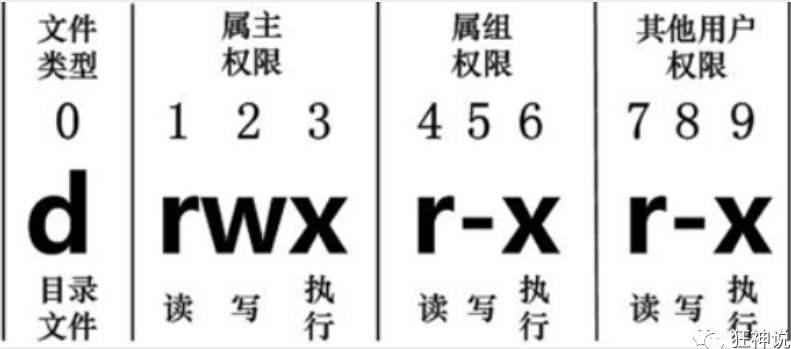 文件 属主 属组 其他用户
类型 权限 权限 权限
0 1 2 3 4 5 6 7 8 9
d rwx r-x r-x
目录 读 写 执 读 写 执 读 写 执
文件 行 行 行
狂神说